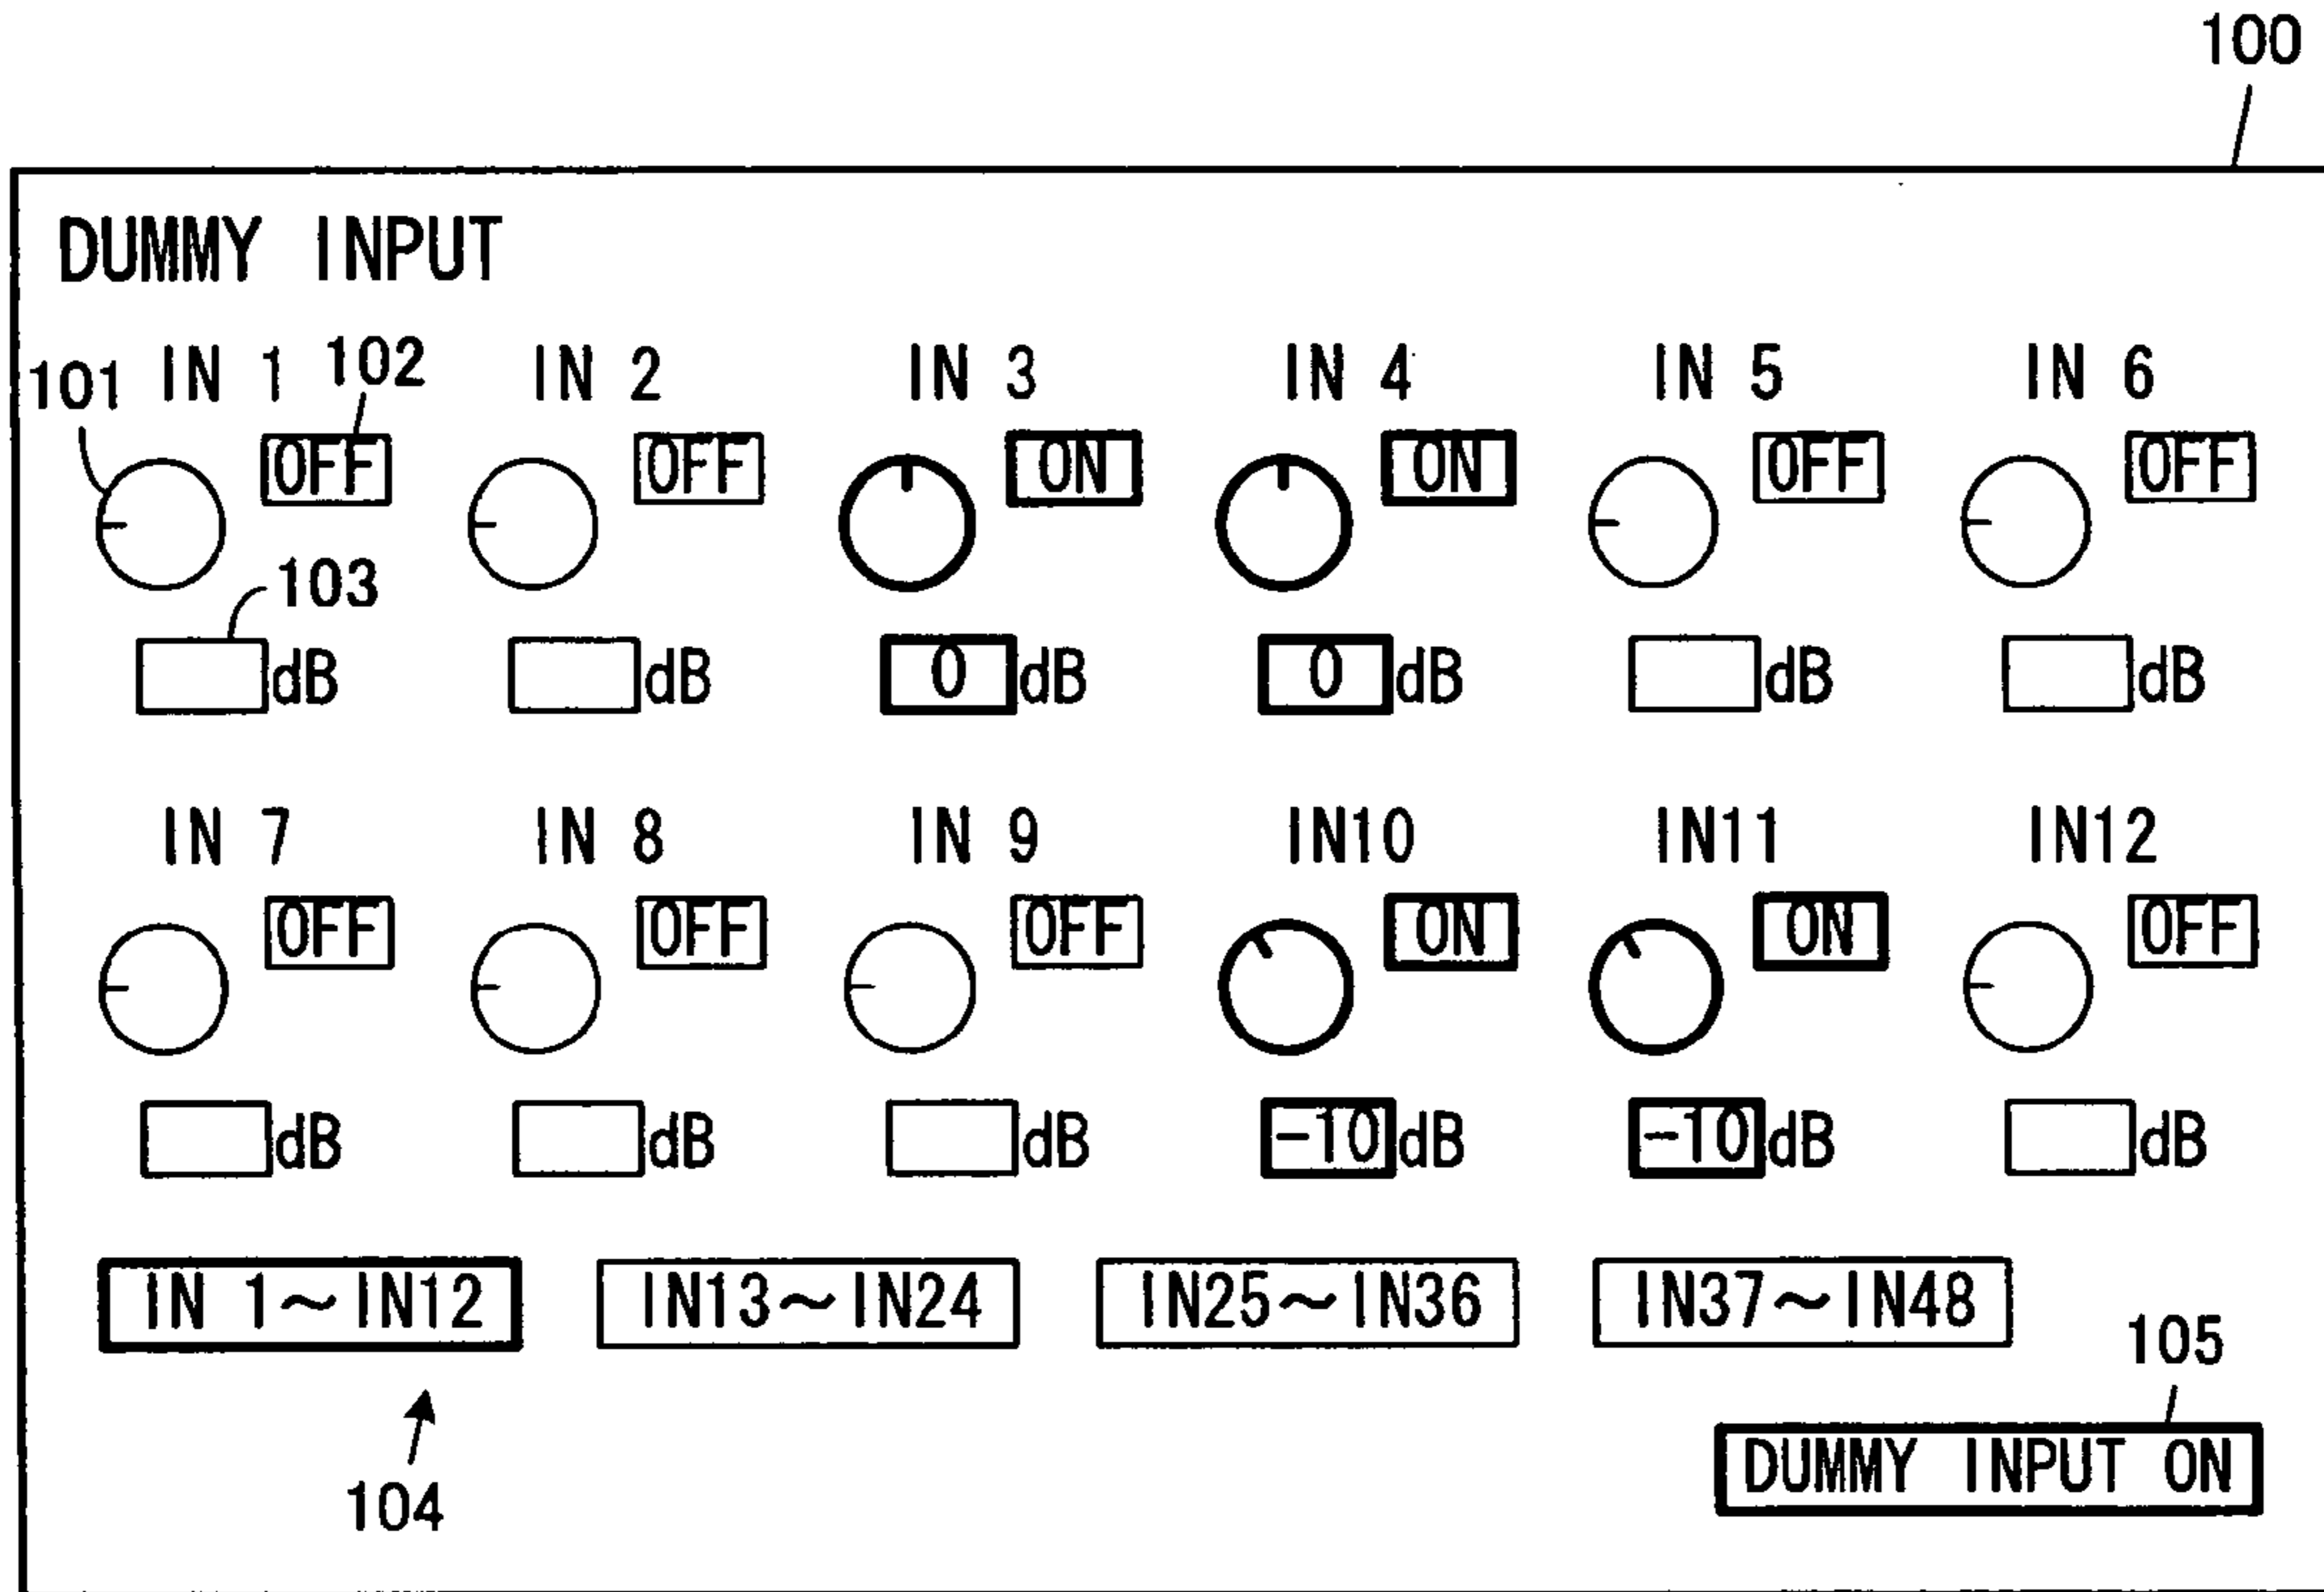 100
DUMMY INPUT
101 IN 1 102 IN 2 IN 3 IN 4 IN 5 IN 6
OFF OFF ON ON OFF OFF
103
dB dB 0 dB 0 dB dB dB
IN 7 IN 8 IN 9 IN10 IN11 IN12
OFF OFF OFF ON ON OFF
dB dB dB -10 dB -10 dB dB
IN 1~IN12 IN13~IN24 IN25~IN36 IN37~IN48
105
DUMMY INPUT ON
104